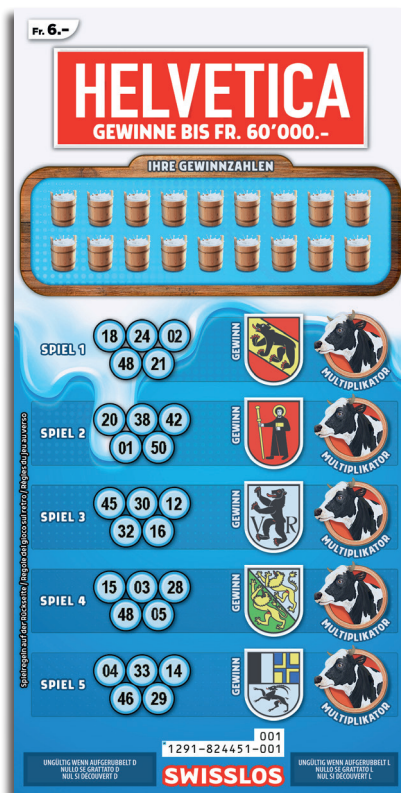 Fr. 6.-
HELVETICA
GEWINNE BIS FR. 60'000.-
IHRE GEWINNZAHLEN
SPIEL 1
18 24 02
48 21
GEWINN
MULTIPLIKATOR
SPIEL 2
20 38 42
01 50
GEWINN
MULTIPLIKATOR
SPIEL 3
45 30 12
32 16
GEWINN
V R
MULTIPLIKATOR
SPIEL 4
15 03 28
48 05
GEWINN
MULTIPLIKATOR
SPIEL 5
04 33 14
46 29
GEWINN
MULTIPLIKATOR
Spielregeln auf der Rückseite / Regole del gioco sul retro / Règles du jeu au verso
001
1291-824451-001
UNGÜLTIG WENN AUFGERUBBELT D
NULLO SE GRATTATO D
NUL SI DÉCOUVERT D
SWISSLOS
UNGÜLTIG WENN AUFGERUBBELT L
NULLO SE GRATTATO L
NUL SI DÉCOUVERT L